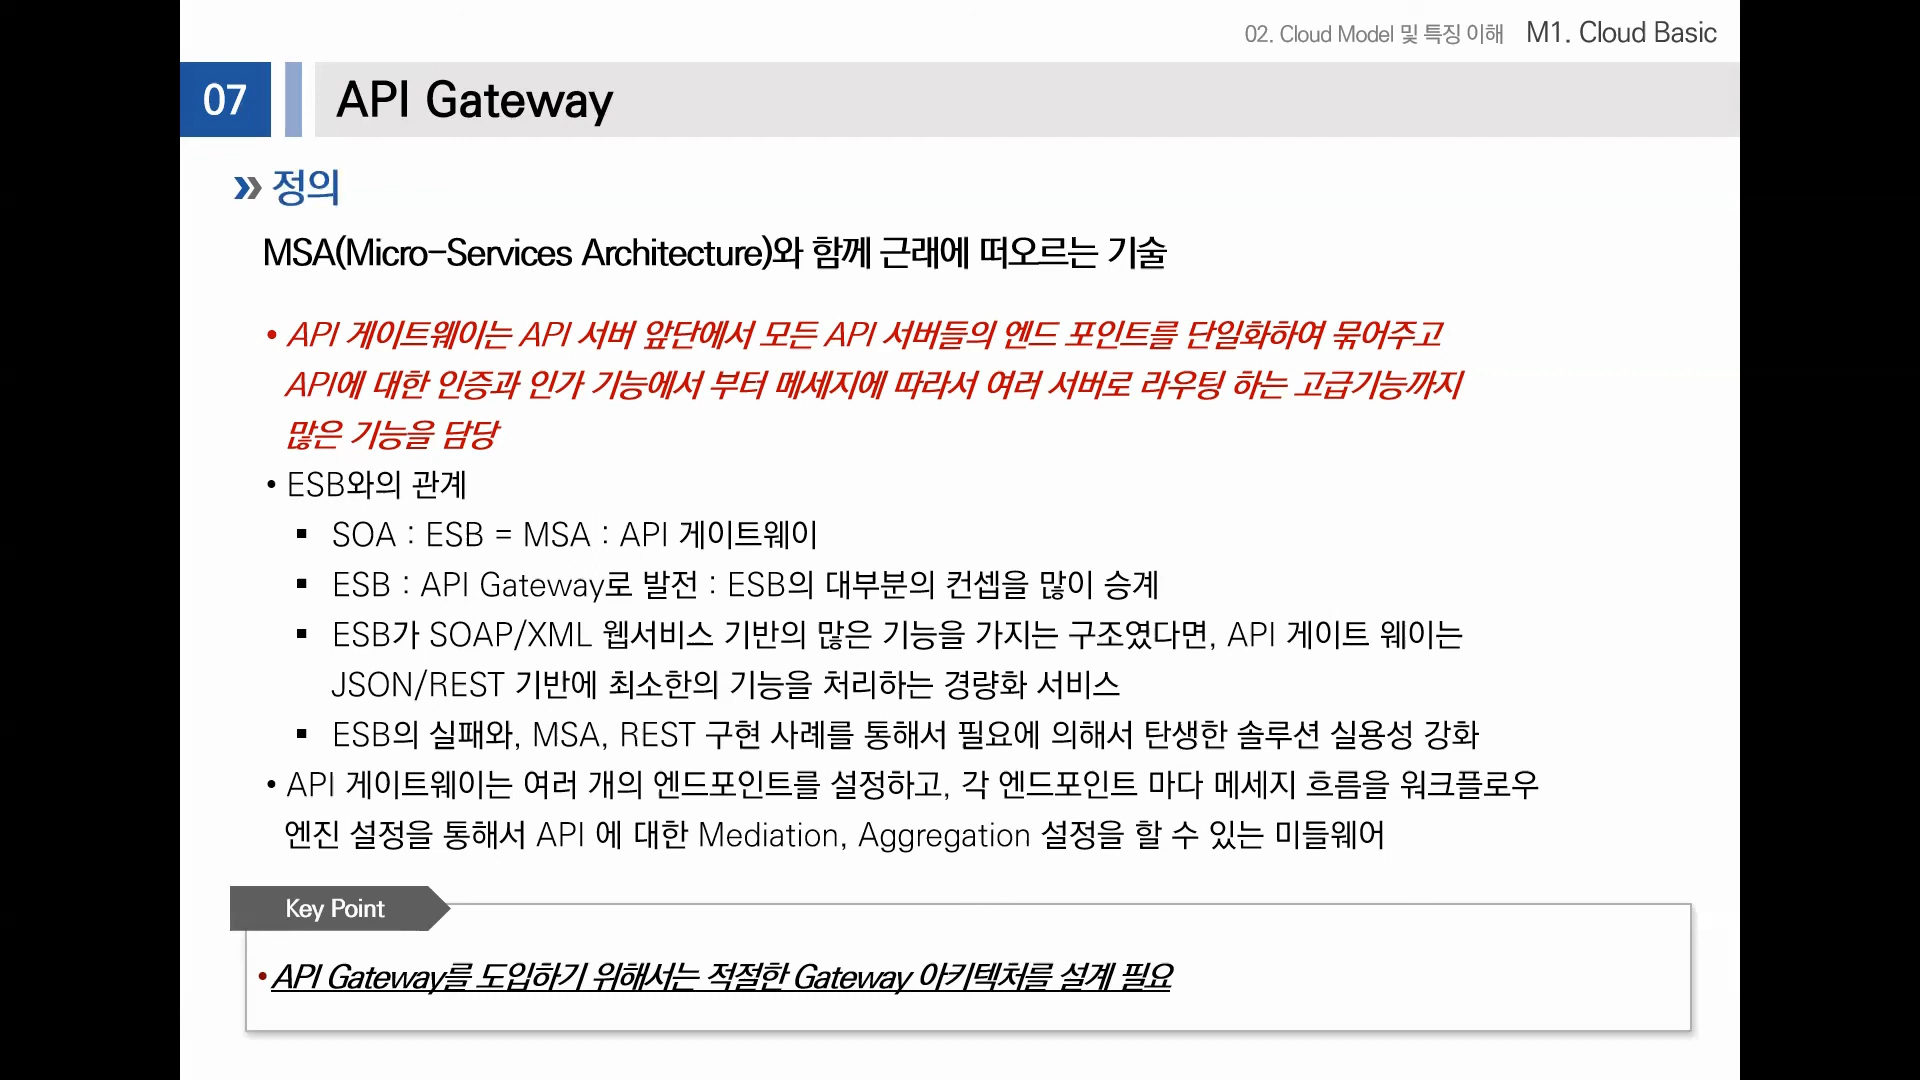 02. Cloud Model 및 특징 이해 M1. Cloud Basic
07 API Gateway
정의
MSA(Micro-Services Architecture)와 함께 근래에 떠오르는 기술
• API 게이트웨이는 API 서버 앞단에서 모든 API 서버들의 엔드 포인트를 단일화하여 묶어주고
API에 대한 인증과 인가 기능에서 부터 메세지에 따라서 여러 서버로 라우팅 하는 고급기능까지
많은 기능을 담당
• ESB와의 관계
▪ SOA : ESB = MSA : API 게이트웨이
▪ ESB : API Gateway로 발전 : ESB의 대부분의 컨셉을 많이 승계
▪ ESB가 SOAP/XML 웹서비스 기반의 많은 기능을 가지는 구조였다면, API 게이트 웨이는
JSON/REST 기반에 최소한의 기능을 처리하는 경량화 서비스
▪ ESB의 실패와, MSA, REST 구현 사례를 통해서 필요에 의해서 탄생한 솔루션 실용성 강화
• API 게이트웨이는 여러 개의 엔드포인트를 설정하고, 각 엔드포인트 마다 메세지 흐름을 워크플로우
엔진 설정을 통해서 API 에 대한 Mediation, Aggregation 설정을 할 수 있는 미들웨어
Key Point
• API Gateway를 도입하기 위해서는 적절한 Gateway 아키텍처를 설계 필요